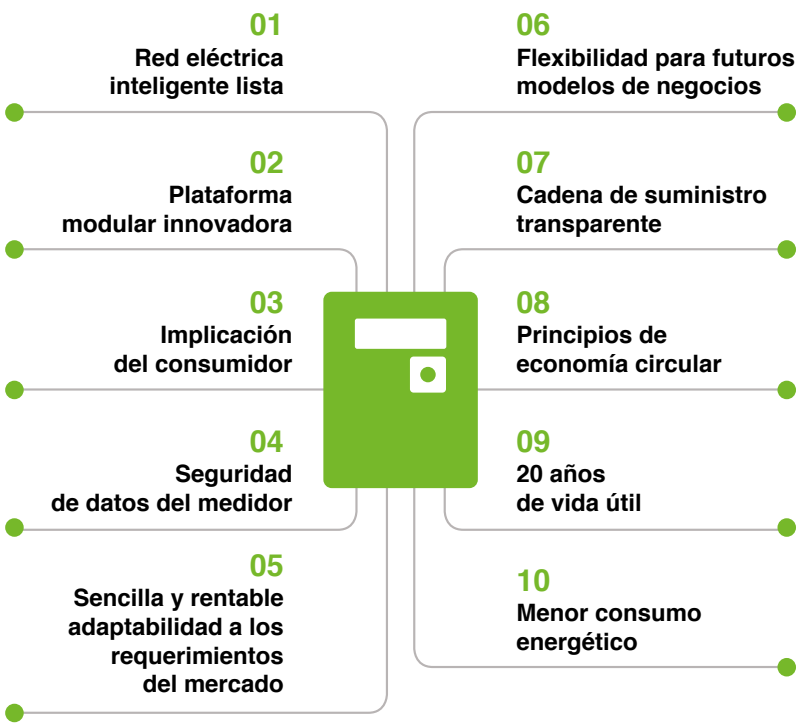 01
Red eléctrica
inteligente lista
02
Plataforma
modular innovadora
03
Implicación
del consumidor
04
Seguridad
de datos del medidor
05
Sencilla y rentable
adaptabilidad a los
requerimientos
del mercado
06
Flexibilidad para futuros
modelos de negocios
07
Cadena de suministro
transparente
08
Principios de
economía circular
09
20 años
de vida útil
10
Menor consumo
energético